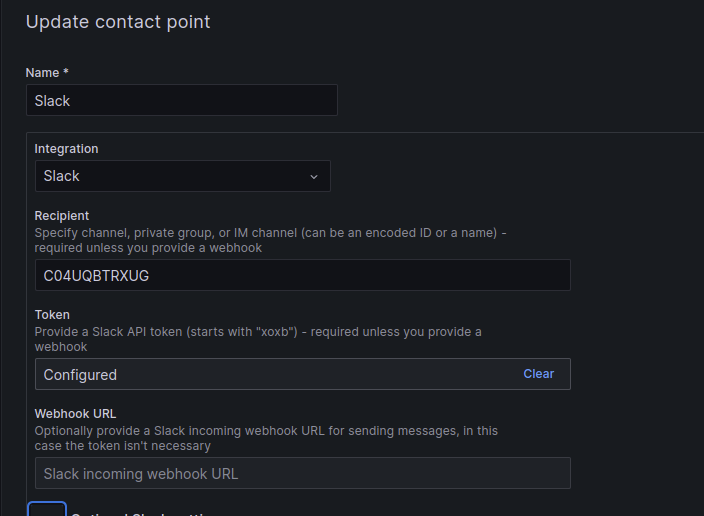 Update contact point
Name *
Slack
Integration
Slack
Recipient
Specify channel, private group, or IM channel (can be an encoded ID or a name) -
required unless you provide a webhook
C04UQBTRXUG
Token
Provide a Slack API token (starts with "xoxb") - required unless you provide a
webhook
Configured
Clear
Webhook URL
Optionally provide a Slack incoming webhook URL for sending messages, in this
case the token isn't necessary
Slack incoming webhook URL